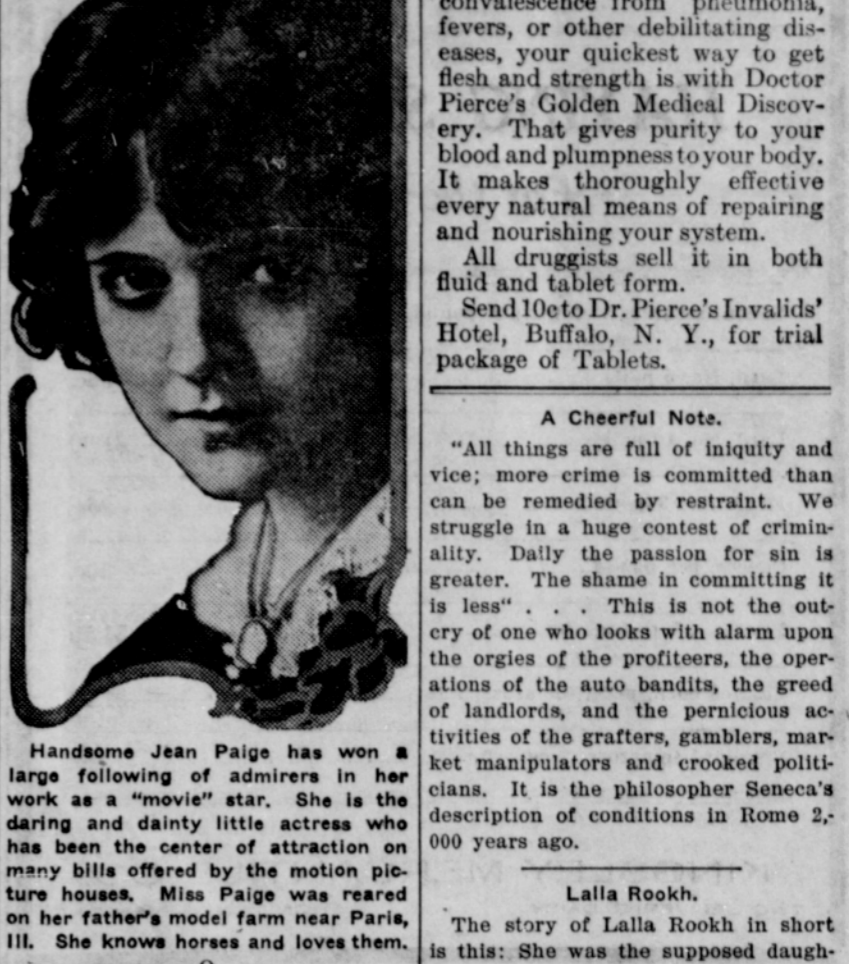 Handsome Jean Paige has won a
large following of admirers in her
work as a "movie" star. She is the
daring and dainty little actress who
has been the center of attraction on
many bills offered by the motion pic-
ture houses. Miss Paige was reared
on her father's model farm near Paris,
Ill. She knows horses and loves them.
convalescence from pneumonia,
fevers, or other debilitating dis-
eases, your quickest way to get
flesh and strength is with Doctor
Pierce's Golden Medical Discov-
ery. That gives purity to your
blood and plumpness to your body.
It makes thoroughly effective
every natural means of repairing
and nourishing your system.
All druggists sell it in both
fluid and tablet form.
Send 10c to Dr. Pierce's Invalids'
Hotel, Buffalo, N. Y., for trial
package of Tablets.
A Cheerful Note.
"All things are full of iniquity and
vice; more crime is committed than
can be remedied by restraint. We
struggle in a huge contest of crimin-
ality. Daily the passion for sin is
greater. The shame in committing it
is less" . . . This is not the out-
cry of one who looks with alarm upon
the orgies of the profiteers, the oper-
ations of the auto bandits, the greed
of landlords, and the pernicious ac-
tivities of the grafters, gamblers, mar-
ket manipulators and crooked politi-
cians. It is the philosopher Seneca's
description of conditions in Rome 2,-
000 years ago.
Lalla Rookh.
The story of Lalla Rookh in short
is this: She was the supposed daugh-